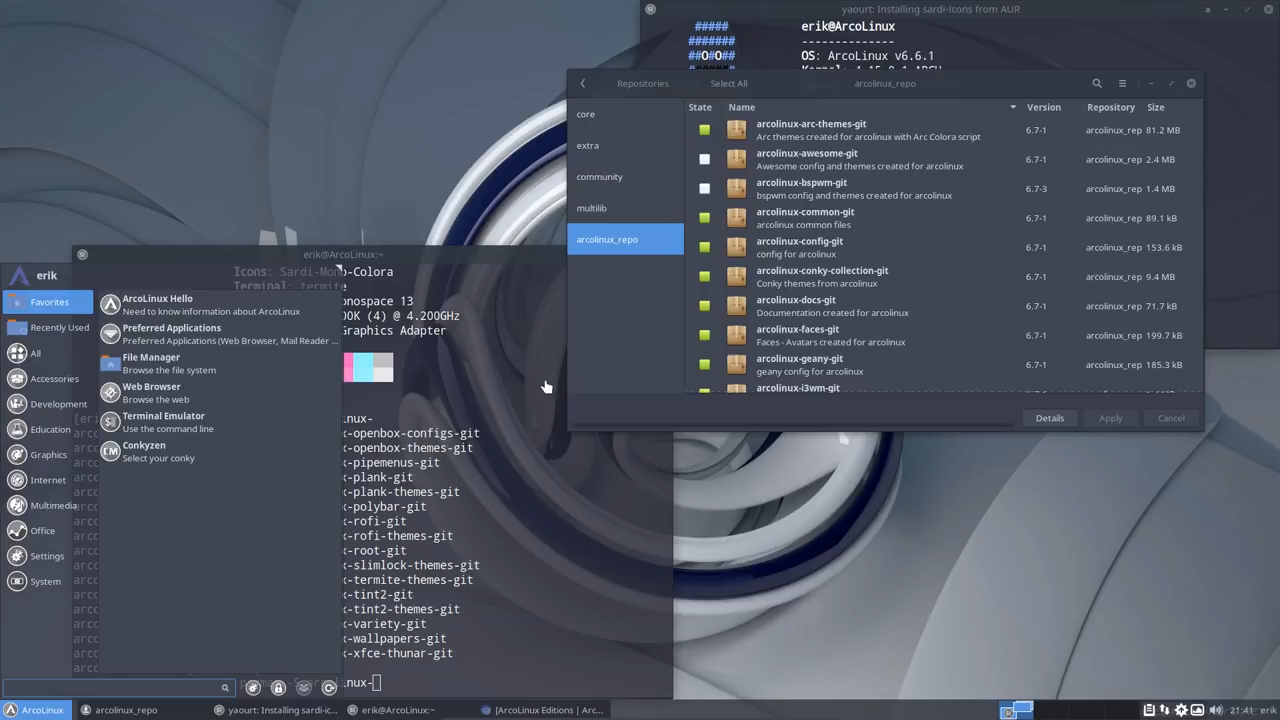 yaourt: Installing sardi-icons from AUR
#####
#######
##O#O##
erik@ArcoLinux
--------------
OS: ArcoLinux v6.6.1
Repositories
Select All
arcolinux_repo
core
extra
community
multilib
arcolinux_repo
State Name Version Repository Size
arcolinux-arc-themes-git
Arc themes created for arcolinux with Arc Colora script
6.7-1 arcolinux_rep 81.2 MB
arcolinux-awesome-git
Awesome config and themes created for arcolinux
6.7-1 arcolinux_rep 2.4 MB
arcolinux-bspwm-git
bspwm config and themes created for arcolinux
6.7-3 arcolinux_rep 1.4 MB
arcolinux-common-git
arcolinux common files
6.7-1 arcolinux_rep 89.1 kB
arcolinux-config-git
config for arcolinux
6.7-1 arcolinux_rep 153.6 kB
arcolinux-conky-collection-git
Conky themes from arcolinux
6.7-1 arcolinux_rep 9.4 MB
arcolinux-docs-git
Documentation created for arcolinux
6.7-1 arcolinux_rep 71.7 kB
arcolinux-faces-git
Faces - Avatars created for arcolinux
6.7-1 arcolinux_rep 199.7 kB
arcolinux-geany-git
geany config for arcolinux
6.7-1 arcolinux_rep 185.3 kB
arcolinux-i3wm-git
Details
Apply
Cancel
erik@ArcoLinux:~
Icons: Sardi-Mono-Colora
Terminal: termite
onospace 13
00K (4) @ 4.200GHz
Graphics Adapter
linux-
x-openbox-configs-git
x-openbox-themes-git
x-pipemenus-git
x-plank-git
x-plank-themes-git
x-polybar-git
x-rofi-git
x-rofi-themes-git
x-root-git
x-slimlock-themes-git
x-termite-themes-git
x-tint2-git
x-tint2-themes-git
x-variety-git
x-wallpapers-git
x-xfce-thunar-git
inux-
erik
Favorites
Recently Used
All
Accessories
Development
Education
Graphics
Internet
Multimedia
Office
Settings
System
ArcoLinux Hello
Need to know information about ArcoLinux
Preferred Applications
Preferred Applications (Web Browser, Mail Reader ...
File Manager
Browse the file system
Web Browser
Browse the web
Terminal Emulator
Use the command line
Conkyzen
Select your conky
ArcoLinux
arcolinux_repo
yaourt: Installing sardi-ic...
erik@ArcoLinux:~
[ArcoLinux Editions | Arc...
21:41
erik